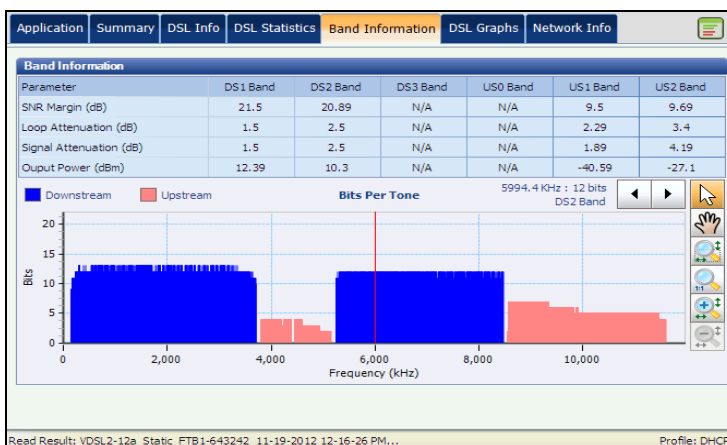 Application Summary DSL Info DSL Statistics Band Information DSL Graphs Network Info
Band Information
Parameter DS1 Band DS2 Band DS3 Band US0 Band US1 Band US2 Band
SNR Margin (dB) 21.5 20.89 N/A N/A 9.5 9.69
Loop Attenuation (dB) 1.5 2.5 N/A N/A 2.29 3.4
Signal Attenuation (dB) 1.5 2.5 N/A N/A 1.89 4.19
Ouput Power (dBm) 12.39 10.3 N/A N/A -40.59 -27.1
Downstream Upstream Bits Per Tone 5994.4 KHz : 12 bits
DS2 Band
20
15
10
5
0
Bits
1:1
0 2,000 4,000 6,000 8,000 10,000
Frequency (kHz)
Read Result: VDSL2-12a_Static_FTB1-643242_11-19-2012 12-16-26 PM... Profile: DHCP